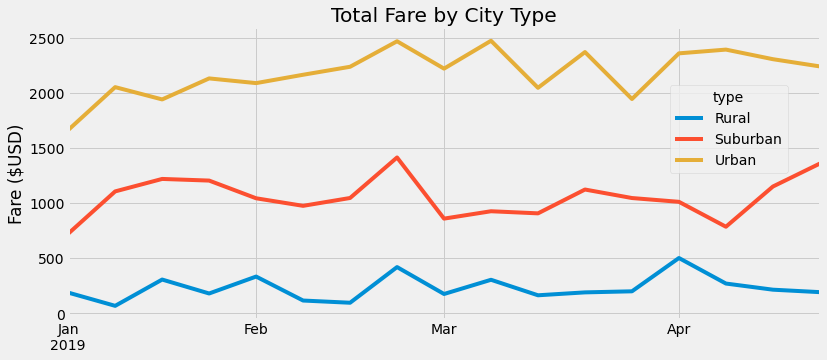 Total Fare by City Type
Fare ($USD)
2500
2000
1500
1000
500
0
type
Rural
Suburban
Urban
Jan
2019
Feb
Mar
Apr